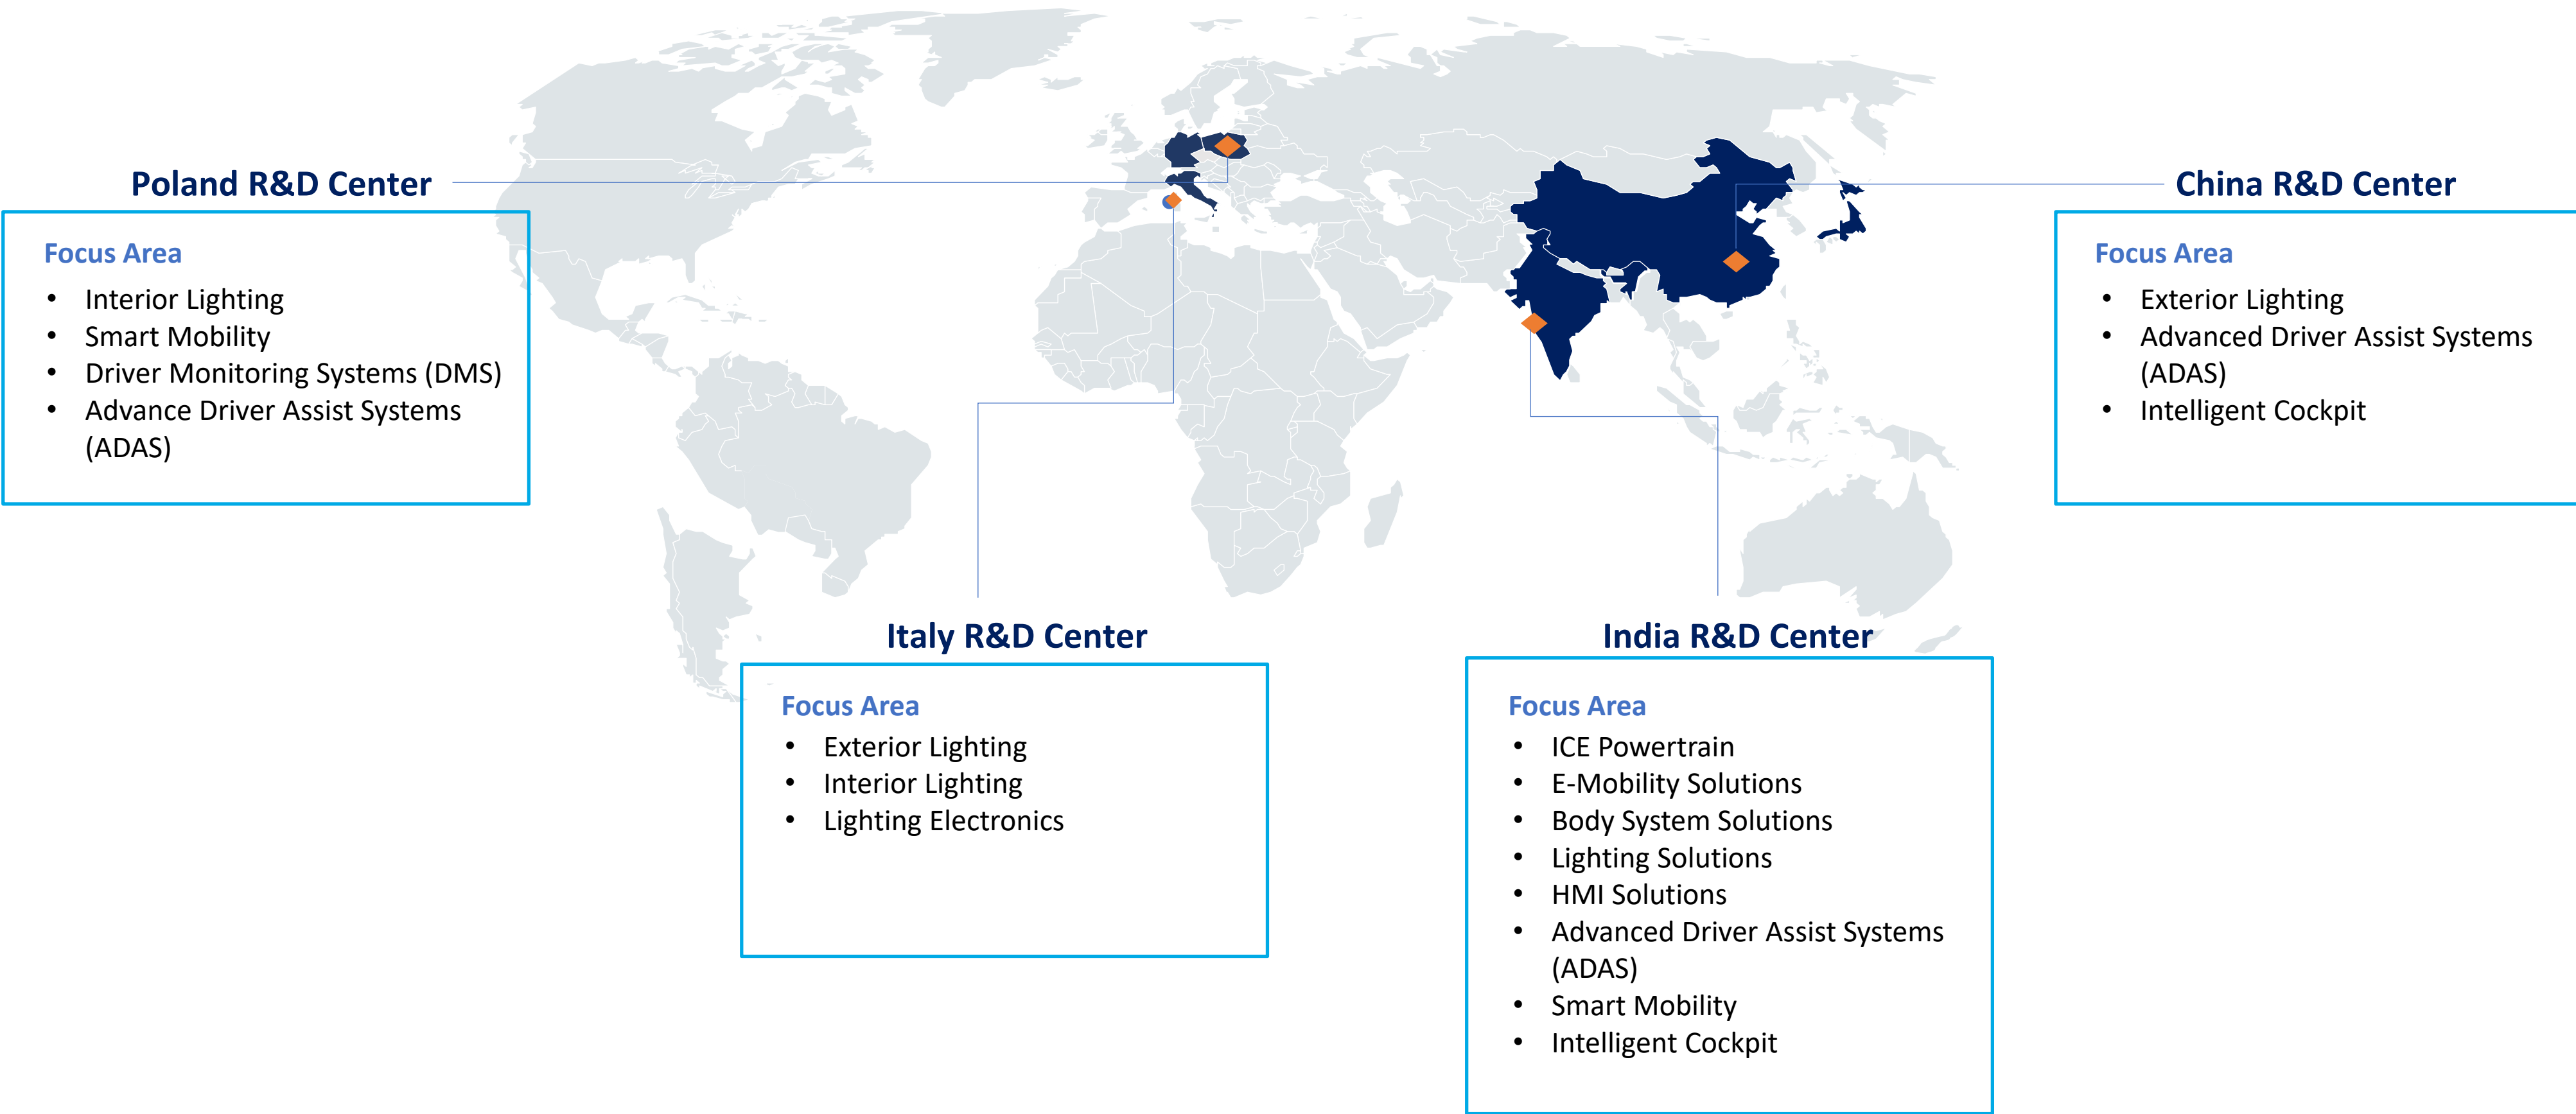 Poland R&D Center
Focus Area
• Interior Lighting
• Smart Mobility
• Driver Monitoring Systems (DMS)
• Advance Driver Assist Systems
(ADAS)
China R&D Center
Focus Area
• Exterior Lighting
• Advanced Driver Assist Systems
(ADAS)
• Intelligent Cockpit
Italy R&D Center
Focus Area
• Exterior Lighting
• Interior Lighting
• Lighting Electronics
India R&D Center
Focus Area
• ICE Powertrain
• E-Mobility Solutions
• Body System Solutions
• Lighting Solutions
• HMI Solutions
• Advanced Driver Assist Systems
(ADAS)
• Smart Mobility
• Intelligent Cockpit